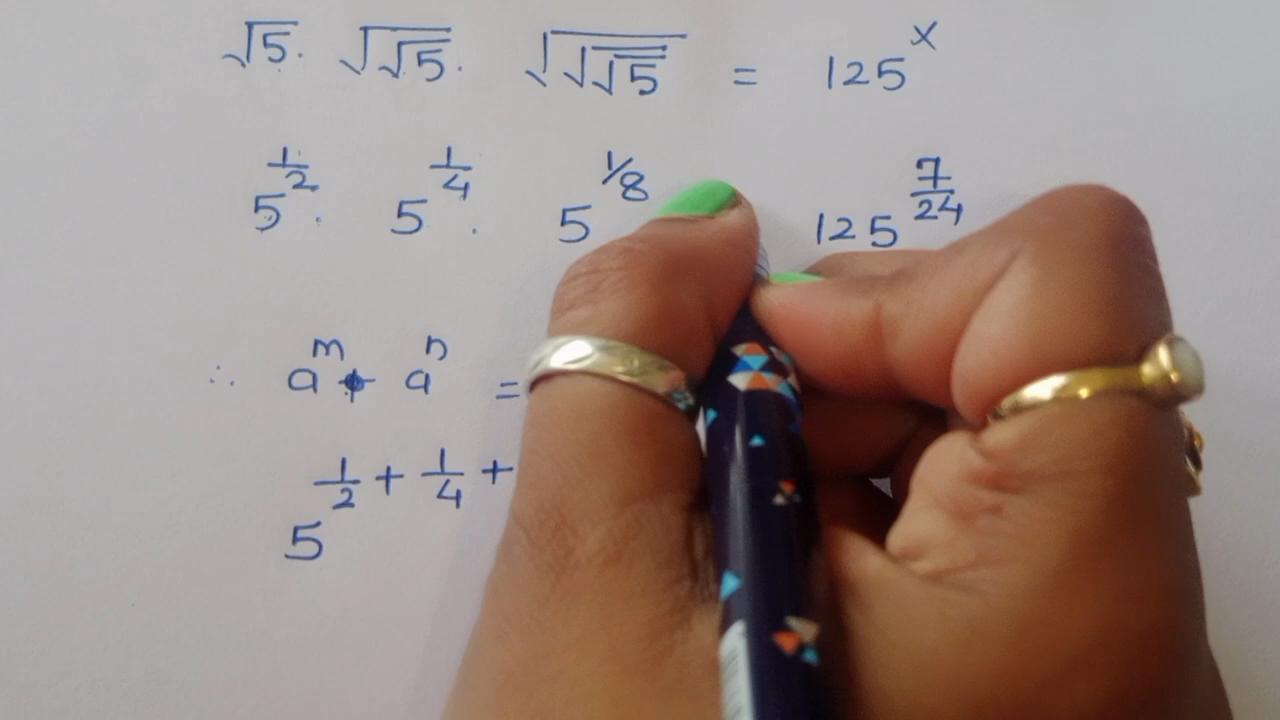 √5. √√5. √√√5 = 125^x
5^(1/2). 5^(1/4). 5^(1/8) 125^(7/24)
∴ a^m · a^n =
5^(1/2 + 1/4 +